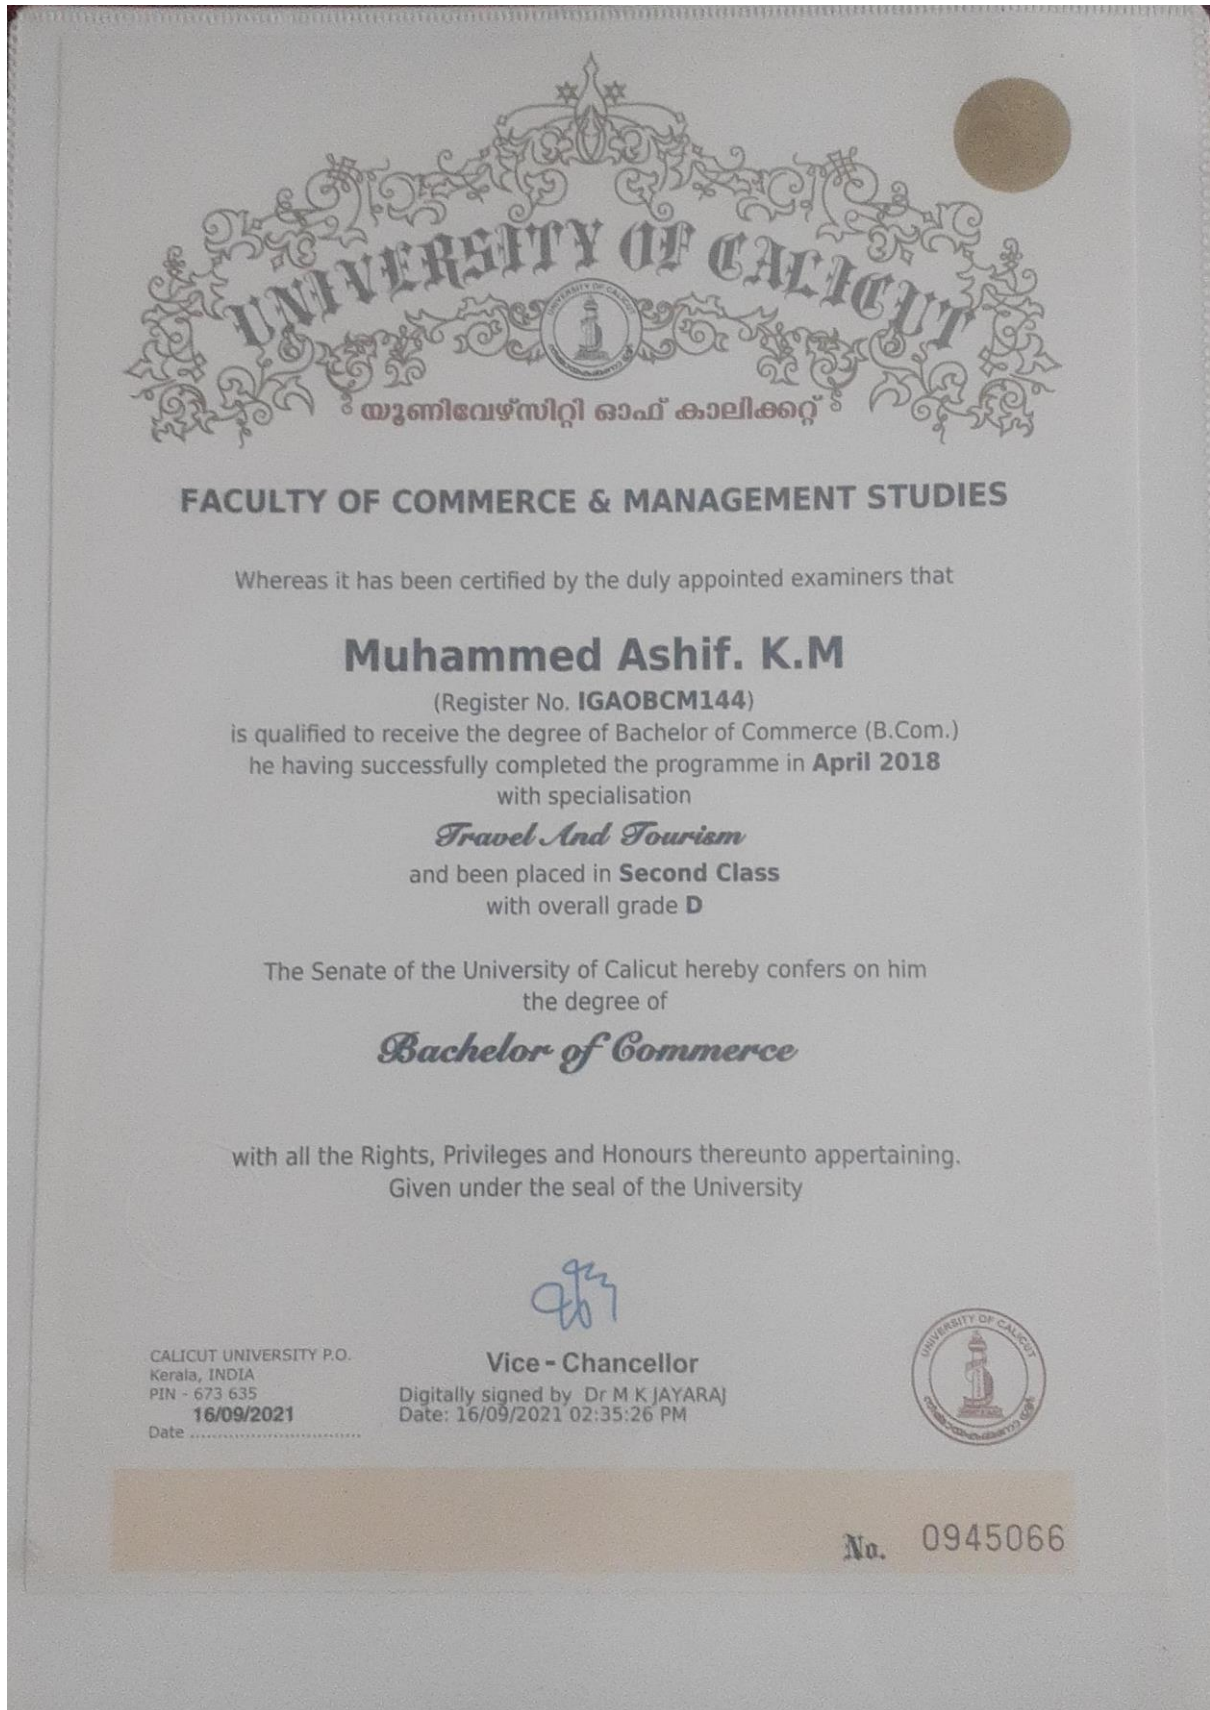 UNIVERSITY OF CALICUT
UNIVERSITY OF CALICUT
യൂണിവേഴ്സിറ്റി ഓഫ് കാലിക്കറ്റ്
FACULTY OF COMMERCE & MANAGEMENT STUDIES
Whereas it has been certified by the duly appointed examiners that
Muhammed Ashif. K.M
(Register No. IGAOBCM144)
is qualified to receive the degree of Bachelor of Commerce (B.Com.)
he having successfully completed the programme in April 2018
with specialisation
Travel And Tourism
and been placed in Second Class
with overall grade D
The Senate of the University of Calicut hereby confers on him
the degree of
Bachelor of Commerce
with all the Rights, Privileges and Honours thereunto appertaining.
Given under the seal of the University
CALICUT UNIVERSITY P.O.
Kerala, INDIA
PIN - 673 635
16/09/2021
Date ..............................
Vice - Chancellor
Digitally signed by Dr M K JAYARAJ
Date: 16/09/2021 02:35:26 PM
UNIVERSITY OF CALICUT
No. 0945066